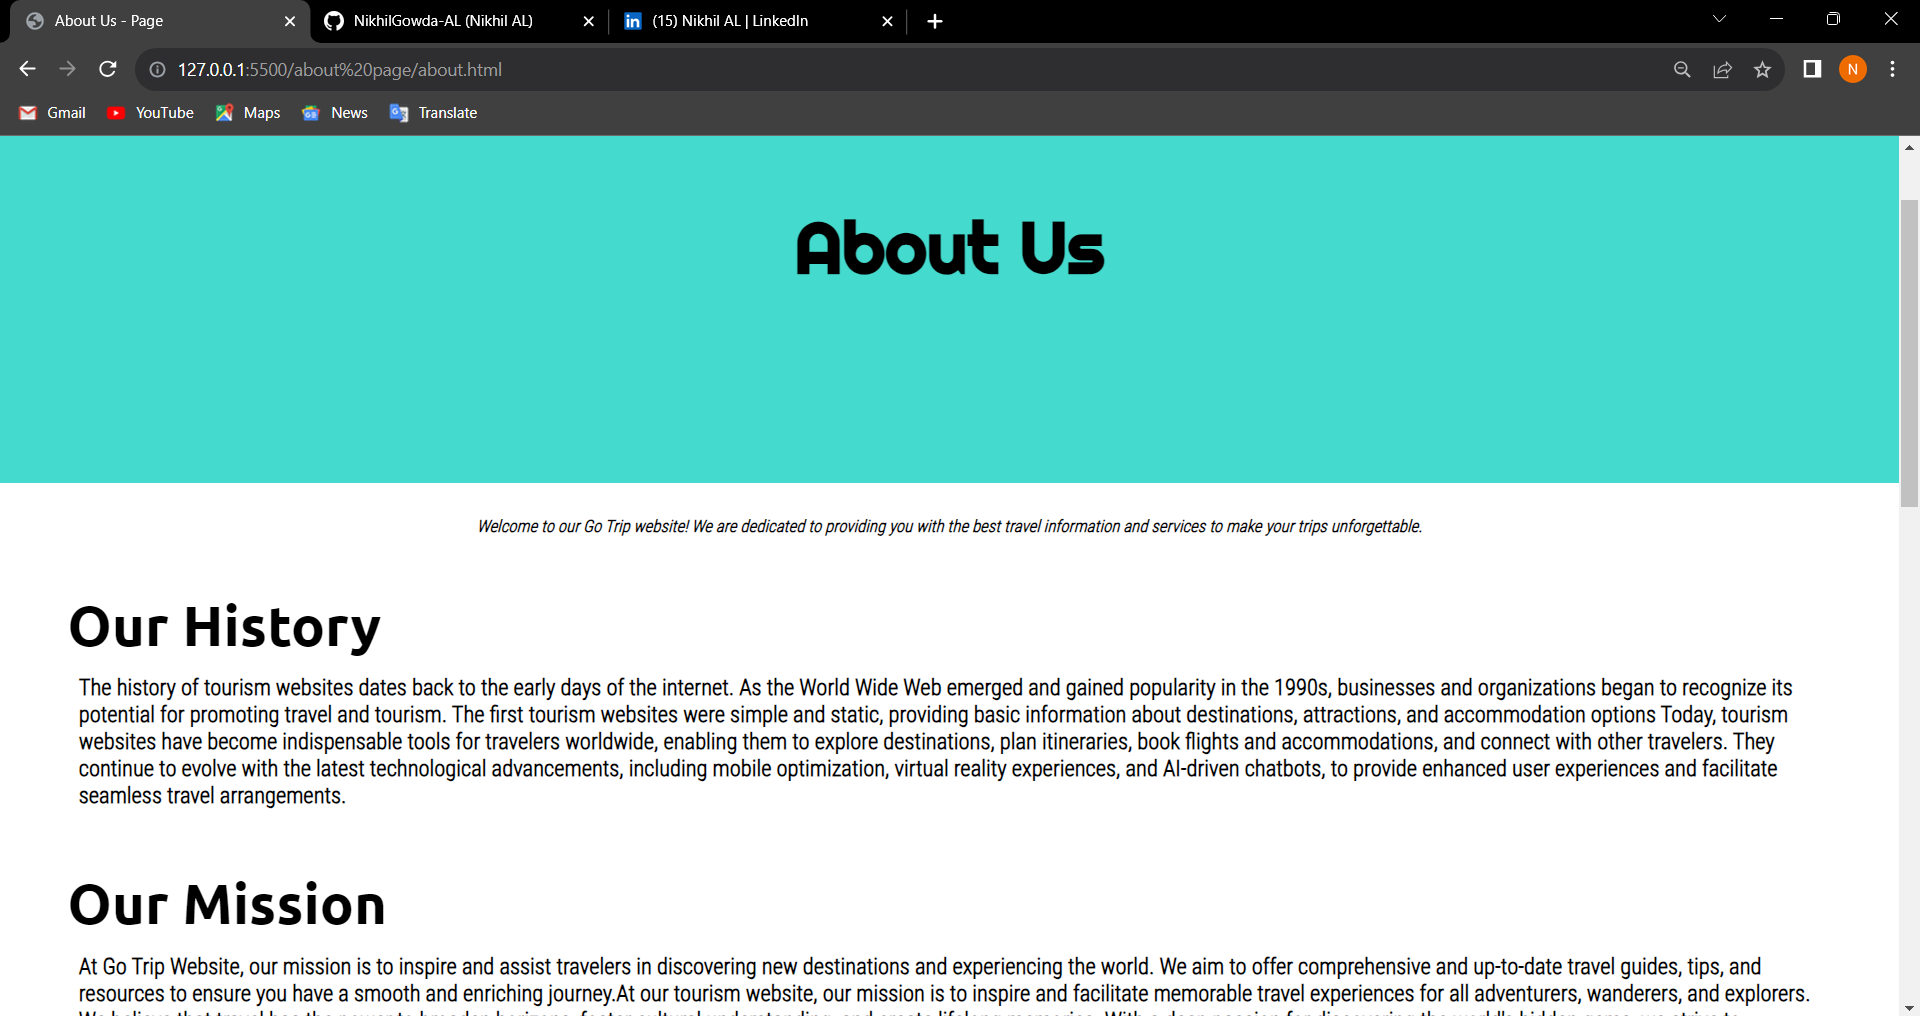 About Us - Page
NikhilGowda-AL (Nikhil AL)
(15) Nikhil AL | LinkedIn
127.0.0.1:5500/about%20page/about.html
N
Gmail
YouTube
Maps
News
Translate
About Us
Welcome to our Go Trip website! We are dedicated to providing you with the best travel information and services to make your trips unforgettable.
Our History
The history of tourism websites dates back to the early days of the internet. As the World Wide Web emerged and gained popularity in the 1990s, businesses and organizations began to recognize its
potential for promoting travel and tourism. The first tourism websites were simple and static, providing basic information about destinations, attractions, and accommodation options Today, tourism
websites have become indispensable tools for travelers worldwide, enabling them to explore destinations, plan itineraries, book flights and accommodations, and connect with other travelers. They
continue to evolve with the latest technological advancements, including mobile optimization, virtual reality experiences, and AI-driven chatbots, to provide enhanced user experiences and facilitate
seamless travel arrangements.
Our Mission
At Go Trip Website, our mission is to inspire and assist travelers in discovering new destinations and experiencing the world. We aim to offer comprehensive and up-to-date travel guides, tips, and
resources to ensure you have a smooth and enriching journey.At our tourism website, our mission is to inspire and facilitate memorable travel experiences for all adventurers, wanderers, and explorers.